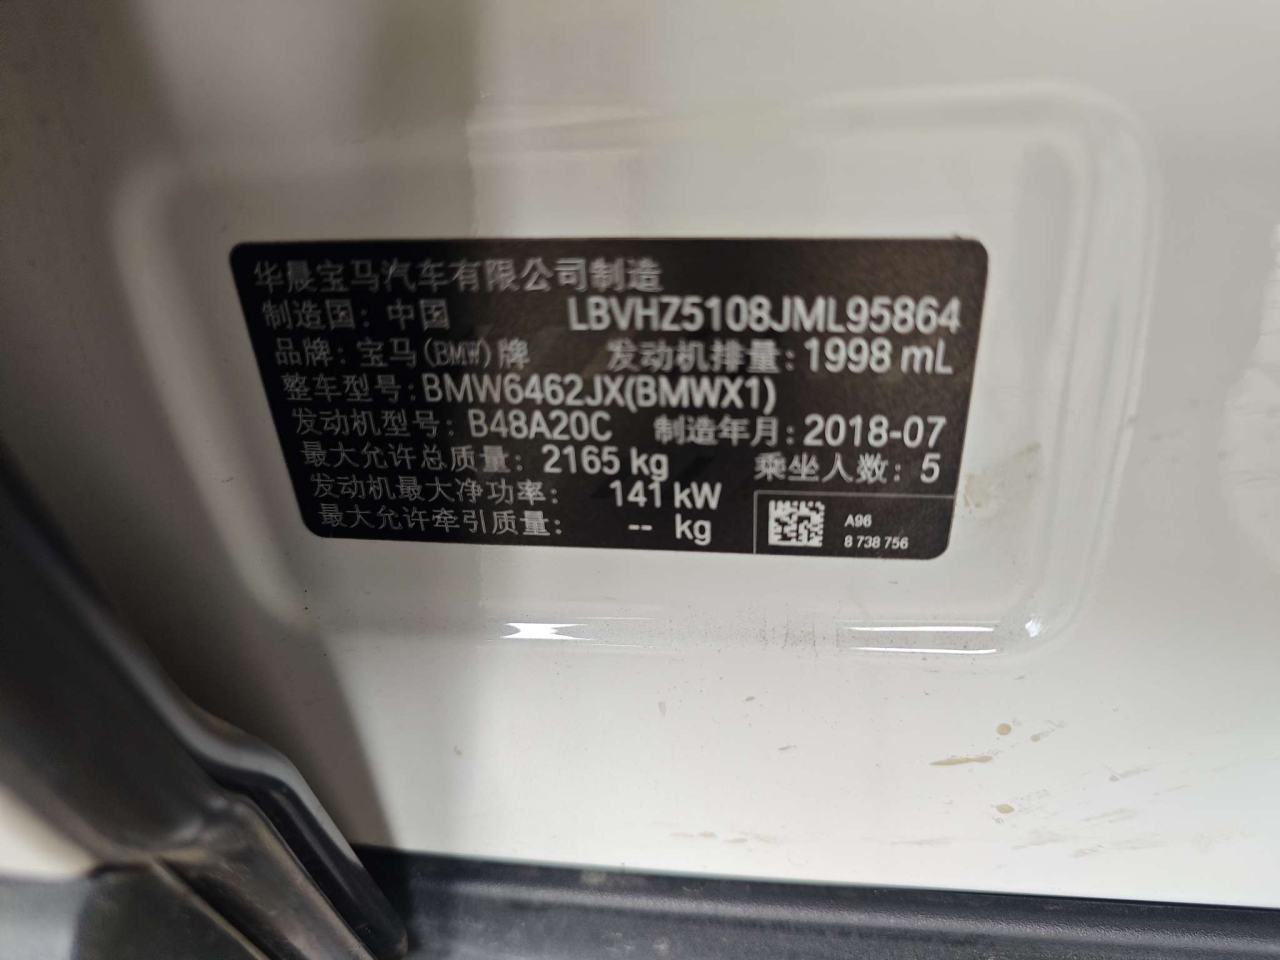 华晨宝马汽车有限公司制造
制造国：中国 LBVHZ5108JML95864
品牌：宝马(BMW)牌 发动机排量：1998 mL
整车型号：BMW6462JX(BMWX1)
发动机型号：B48A20C 制造年月：2018-07
最大允许总质量：2165 kg 乘坐人数：5
发动机最大净功率：141 kW
最大允许牵引质量：-- kg
A96
8 738 756